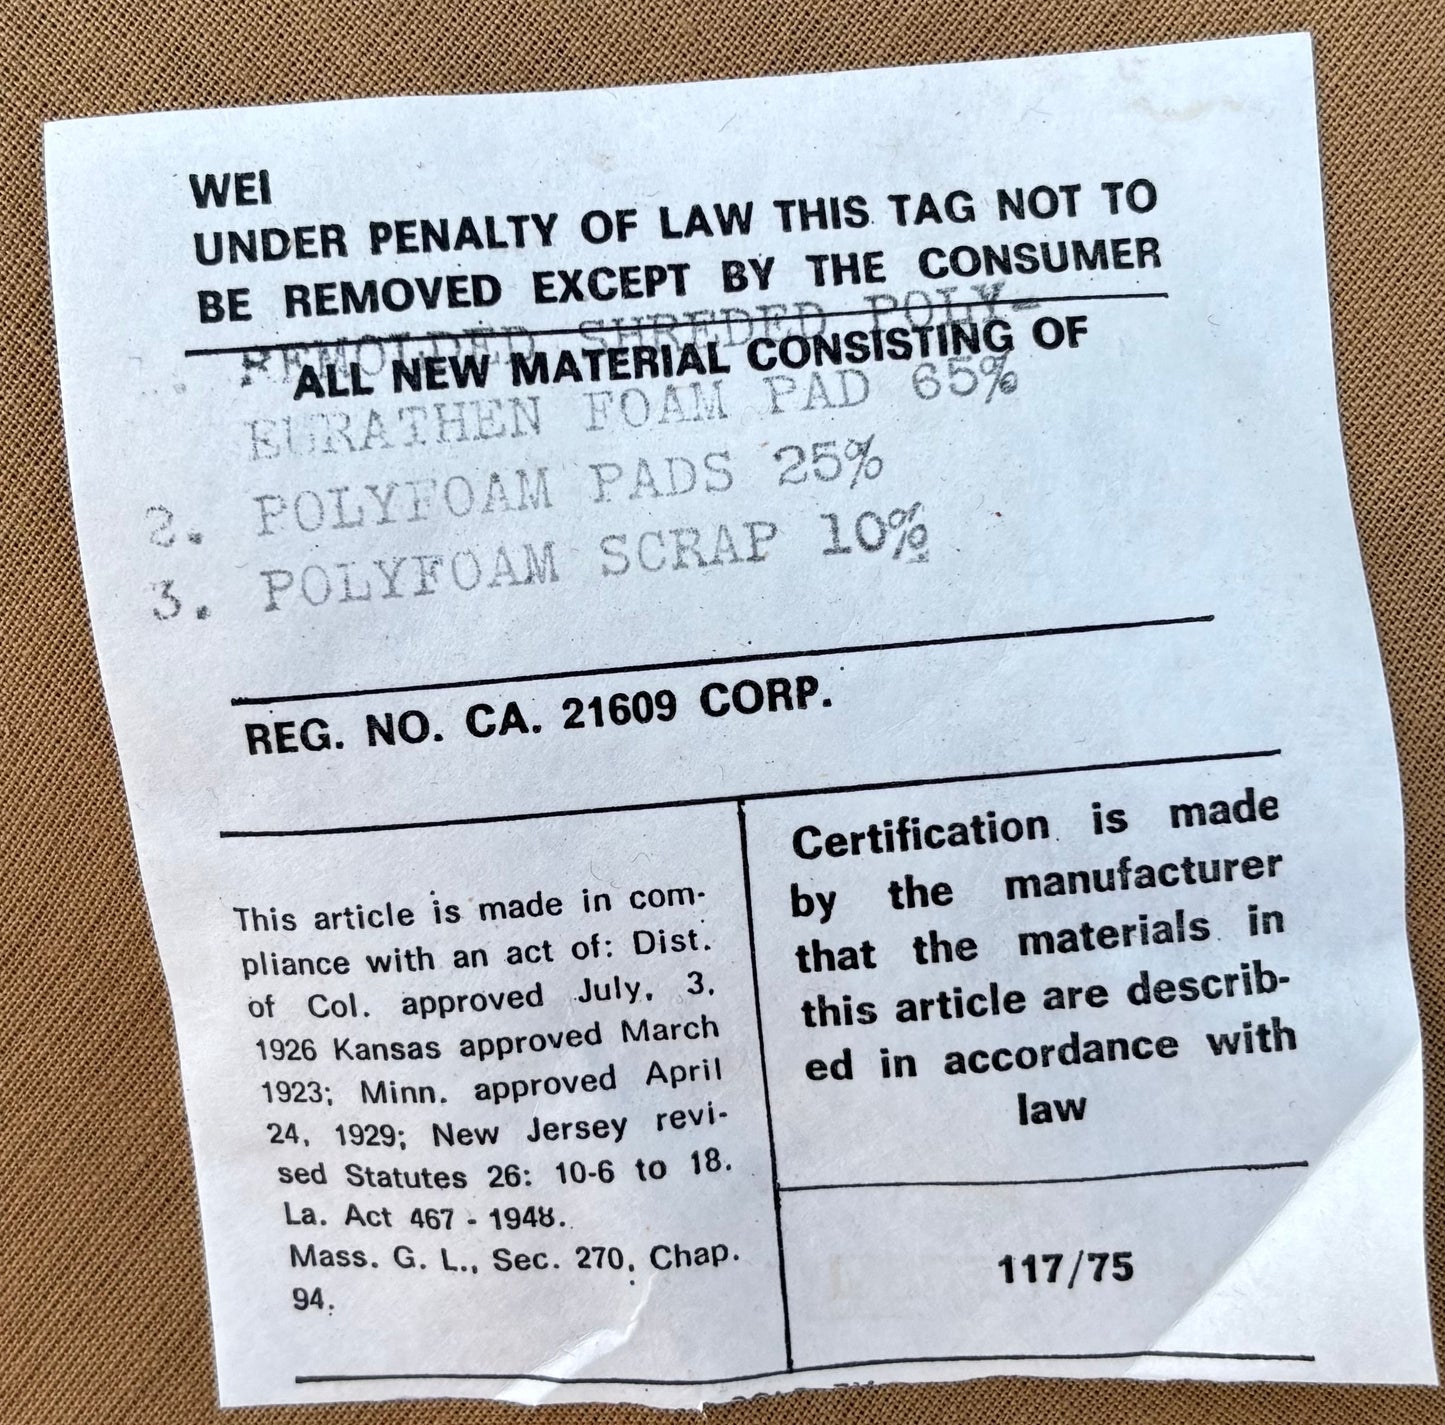 WEI
UNDER PENALTY OF LAW THIS TAG NOT TO
BE REMOVED EXCEPT BY THE CONSUMER
REMOLDED SHREDED POLY-
ALL NEW MATERIAL CONSISTING OF
EURATHEN FOAM PAD 65%
2. POLYFOAM PADS 25%
3. POLYFOAM SCRAP 10%
REG. NO. CA. 21609 CORP.
This article is made in com-
pliance with an act of: Dist.
of Col. approved July, 3,
1926 Kansas approved March
1923; Minn. approved April
24, 1929; New Jersey revi-
sed Statutes 26: 10-6 to 18.
La. Act 467 - 1948.
Mass. G. L., Sec. 270, Chap.
94.
Certification is made
by the manufacturer
that the materials in
this article are describ-
ed in accordance with
law
117/75